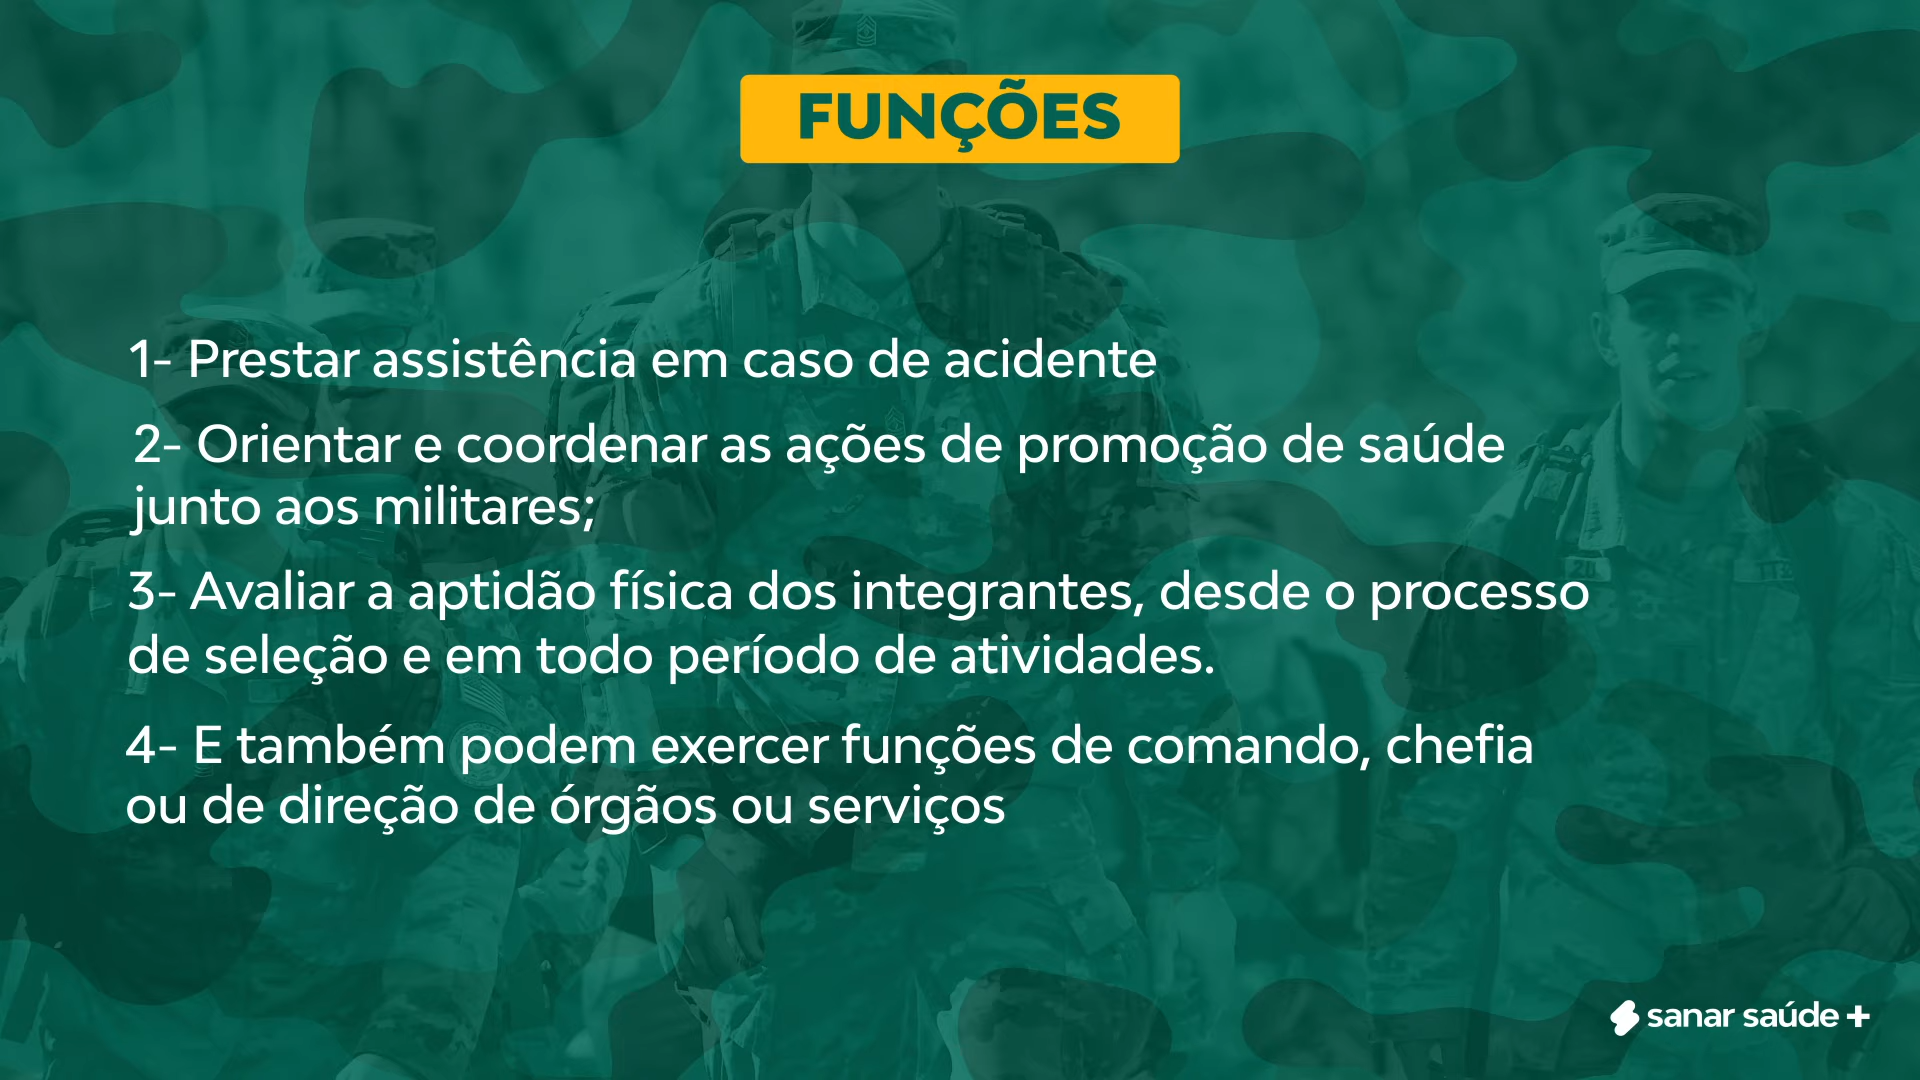 FUNÇÕES
1- Prestar assistência em caso de acidente
2- Orientar e coordenar as ações de promoção de saúde
junto aos militares;
3- Avaliar a aptidão física dos integrantes, desde o processo
de seleção e em todo período de atividades.
4- E também podem exercer funções de comando, chefia
ou de direção de órgãos ou serviços
sanar saúde +